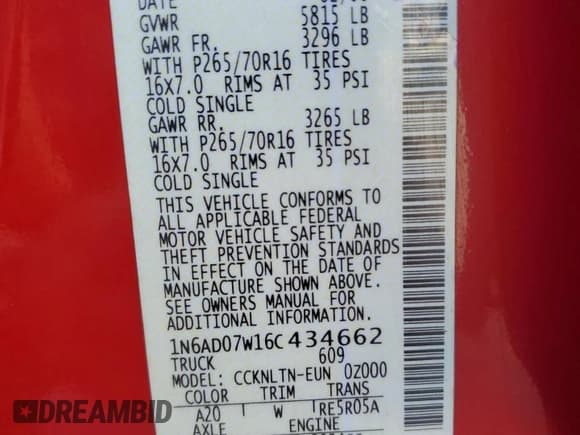 DATE
GVWR 5815 LB
GAWR FR. 3296 LB
WITH P265/70R16 TIRES
16x7.0 RIMS AT 35 PSI
COLD SINGLE
GAWR RR. 3265 LB
WITH P265/70R16 TIRES
16x7.0 RIMS AT 35 PSI
COLD SINGLE
THIS VEHICLE CONFORMS TO
ALL APPLICABLE FEDERAL
MOTOR VEHICLE SAFETY AND
THEFT PREVENTION STANDARDS
IN EFFECT ON THE DATE OF
MANUFACTURE SHOWN ABOVE.
SEE OWNERS MANUAL FOR
ADDITIONAL INFORMATION.
1N6AD07W16C434662
TRUCK 609
MODEL: CCKNLTN-EUN 0Z000
COLOR TRIM TRANS
A20 W RE5R05A
AXLE ENGINE
DREAMBID